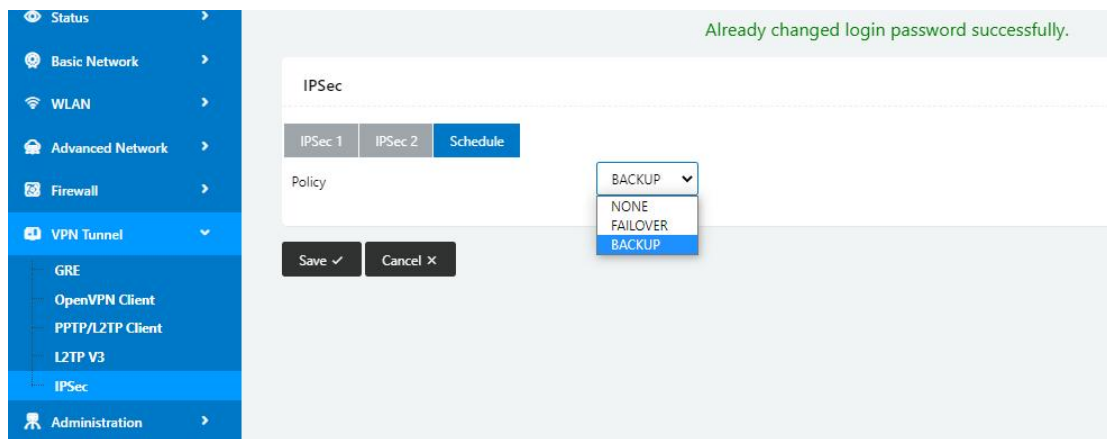 Status
Already changed login password successfully.
Basic Network
IPSec
WLAN
IPSec 1 IPSec 2 Schedule
Advanced Network
Policy BACKUP
Firewall
NONE
FAILOVER
BACKUP
VPN Tunnel
Save Cancel
GRE
OpenVPN Client
PPTP/L2TP Client
L2TP V3
IPSec
Administration